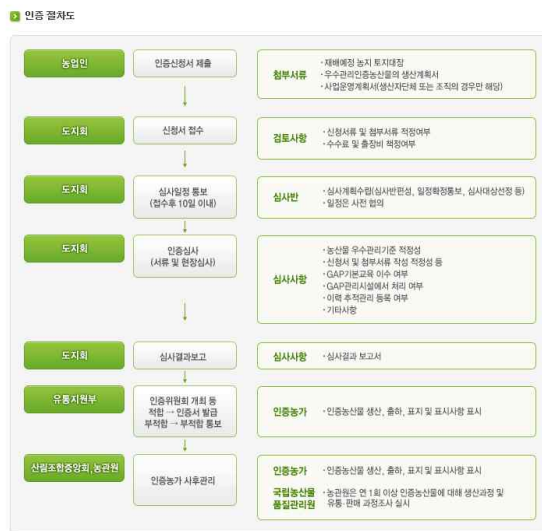 인증 절차도
농업인
인증신청서 제출
첨부서류
· 재배예정 농지 토지대장
· 우수관리인증농산물의 생산계획서
· 사업운영계획서(생산자단체 또는 조직의 경우만 해당)
도지회
신청서 접수
검토사항
· 신청서류 및 첨부서류 적정여부
· 수수료 및 출장비 책정여부
도지회
심사일정 통보
(접수후 10일 이내)
심사반
· 심사계획수립(심사반편성, 일정확정통보, 심사대상선정 등)
· 일정은 사전 협의
도지회
인증심사
(서류 및 현장심사)
심사사항
· 농산물 우수관리기준 적정성
· 신청서 및 첨부서류 작성 적정성 등
· GAP기본교육 이수 여부
· GAP관리시설에서 처리 여부
· 이력 추적관리 등록 여부
· 기타사항
도지회
심사결과보고
심사사항
· 심사결과 보고서
유통지원부
인증위원회 개최 등
적합 → 인증서 발급
부적합 → 부적합 통보
인증농가
· 인증농산물 생산, 출하, 표지 및 표시사항 표시
산림조합중앙회,농관원
인증농가 사후관리
인증농가
· 인증농산물 생산, 출하, 표지 및 표시사항 표시
국립농산물
품질관리원
· 농관원은 연 1회 이상 인증농산물에 대해 생산과정 및
유통·판매 과정조사 실시